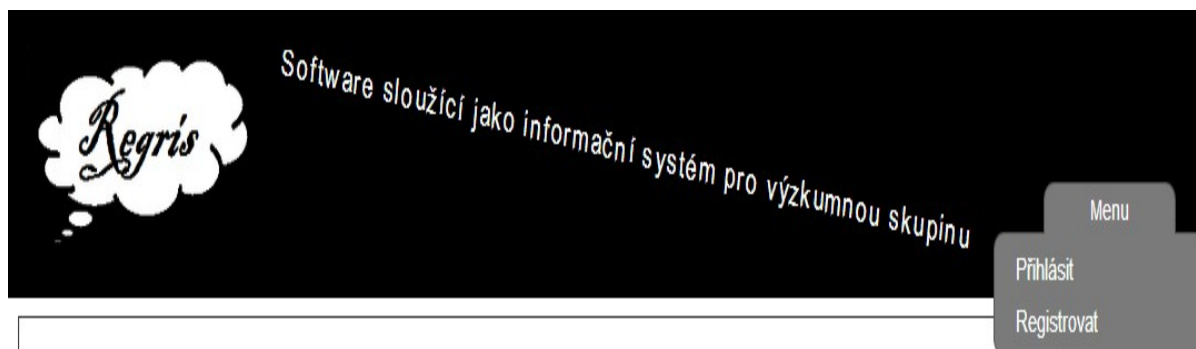 Regris
Software sloužící jako informační systém pro výzkumnou skupinu
Menu
Přihlásit
Registrovat